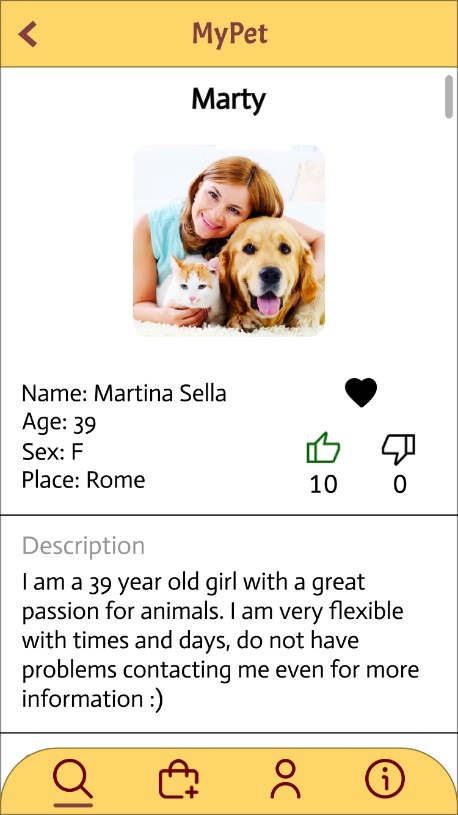 MyPet
Marty
Name: Martina Sella
Age: 39
Sex: F
Place: Rome
10
0
Description
I am a 39 year old girl with a great
passion for animals. I am very flexible
with times and days, do not have
problems contacting me even for more
information :)